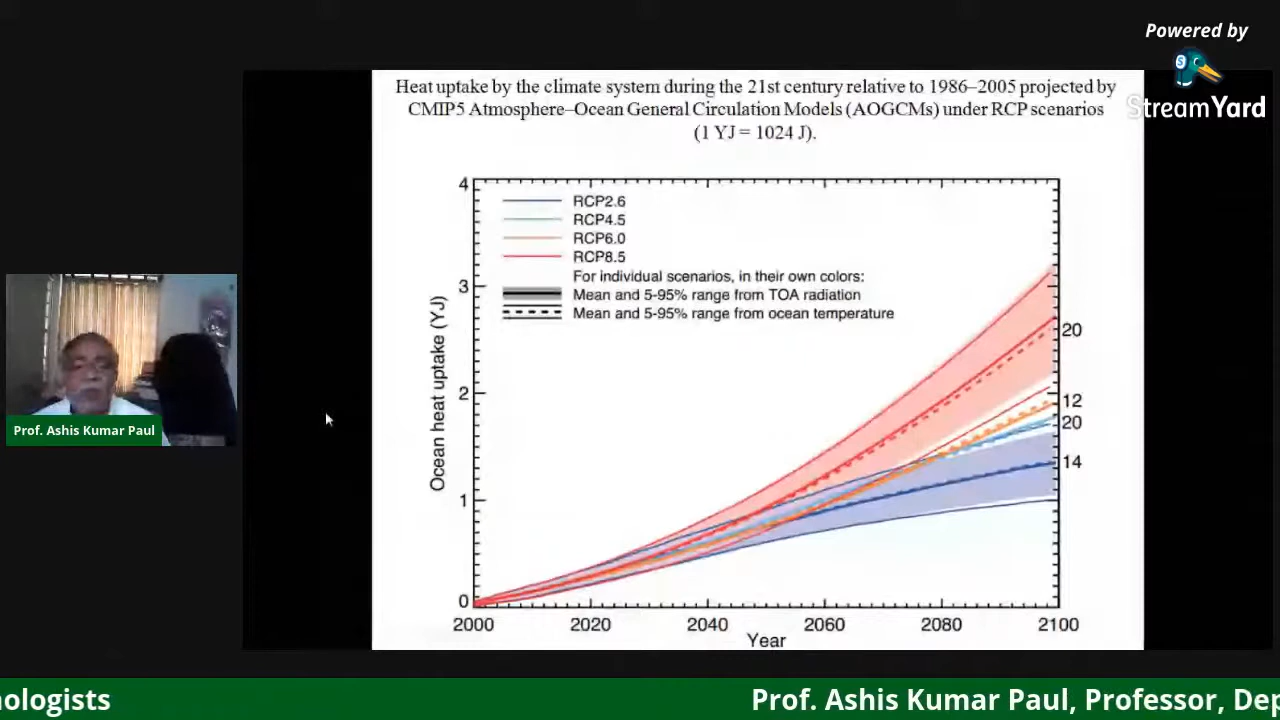 Powered by
StreamYard
Heat uptake by the climate system during the 21st century relative to 1986–2005 projected by
CMIP5 Atmosphere–Ocean General Circulation Models (AOGCMs) under RCP scenarios
(1 YJ = 1024 J).
4
3
2
1
0
Ocean heat uptake (YJ)
RCP2.6
RCP4.5
RCP6.0
RCP8.5
For individual scenarios, in their own colors:
Mean and 5-95% range from TOA radiation
Mean and 5-95% range from ocean temperature
20
12
20
14
2000 2020 2040 2060 2080 2100
Year
Prof. Ashis Kumar Paul
nologists Prof. Ashis Kumar Paul, Professor, Dep